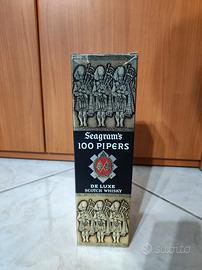 Seagram's
100 PIPERS
DE LUXE
SCOTCH WHISKY
subito